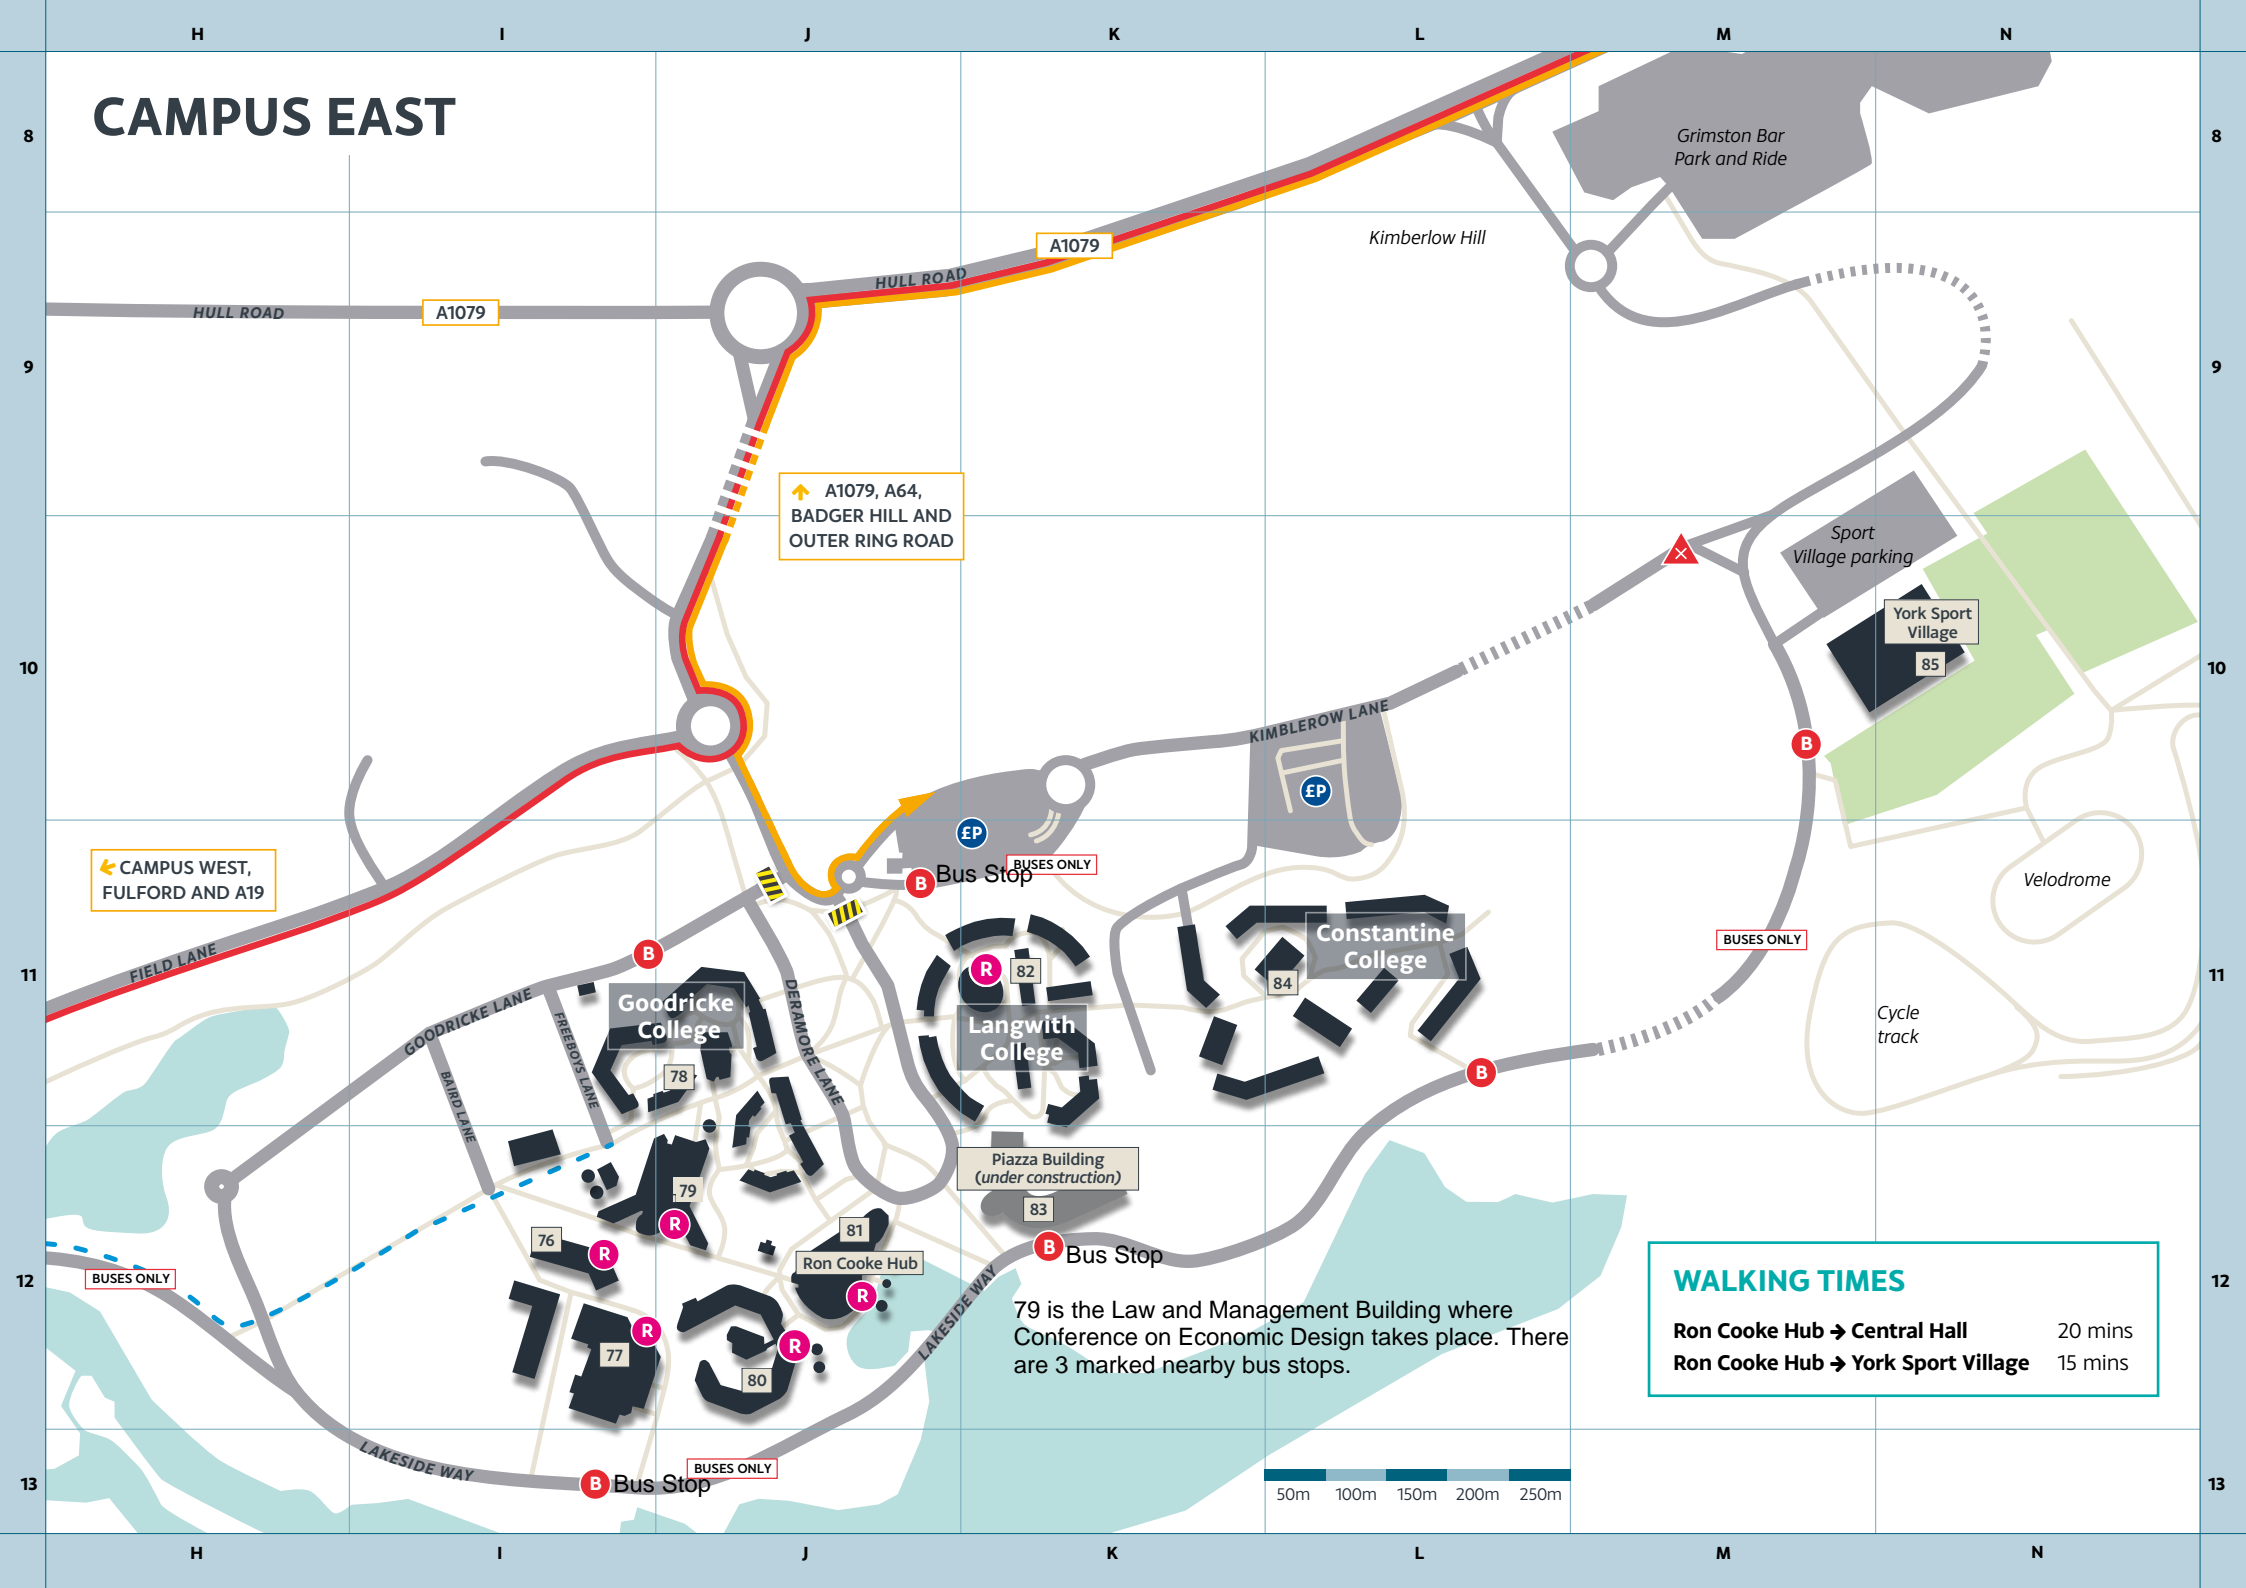 H I J K L M N
CAMPUS EAST
8
8
Grimston Bar
Park and Ride
Kimberlow Hill
A1079
HULL ROAD
HULL ROAD
A1079
9
9
A1079, A64,
BADGER HILL AND
OUTER RING ROAD
Sport
Village parking
York Sport
Village
85
10
10
KIMBLEROW LANE
B
£P
£P
CAMPUS WEST,
FULFORD AND A19
BUSES ONLY
B Bus Stop
Velodrome
FIELD LANE
B
Constantine
College
BUSES ONLY
11
11
R
82
84
Goodricke
College
Langwith
College
GOODRICKE LANE
FREEBOYS LANE
DERAMORE LANE
BAIRD LANE
Cycle
track
78
B
Piazza Building
(under construction)
83
79
R
76
R
81
Ron Cooke Hub
R
B Bus Stop
12
12
BUSES ONLY
LAKESIDE WAY
WALKING TIMES
Ron Cooke Hub → Central Hall 20 mins
Ron Cooke Hub → York Sport Village 15 mins
79 is the Law and Management Building where
Conference on Economic Design takes place. There
are 3 marked nearby bus stops.
R
77
R
80
LAKESIDE WAY
BUSES ONLY
B Bus Stop
13
13
50m 100m 150m 200m 250m
H I J K L M N